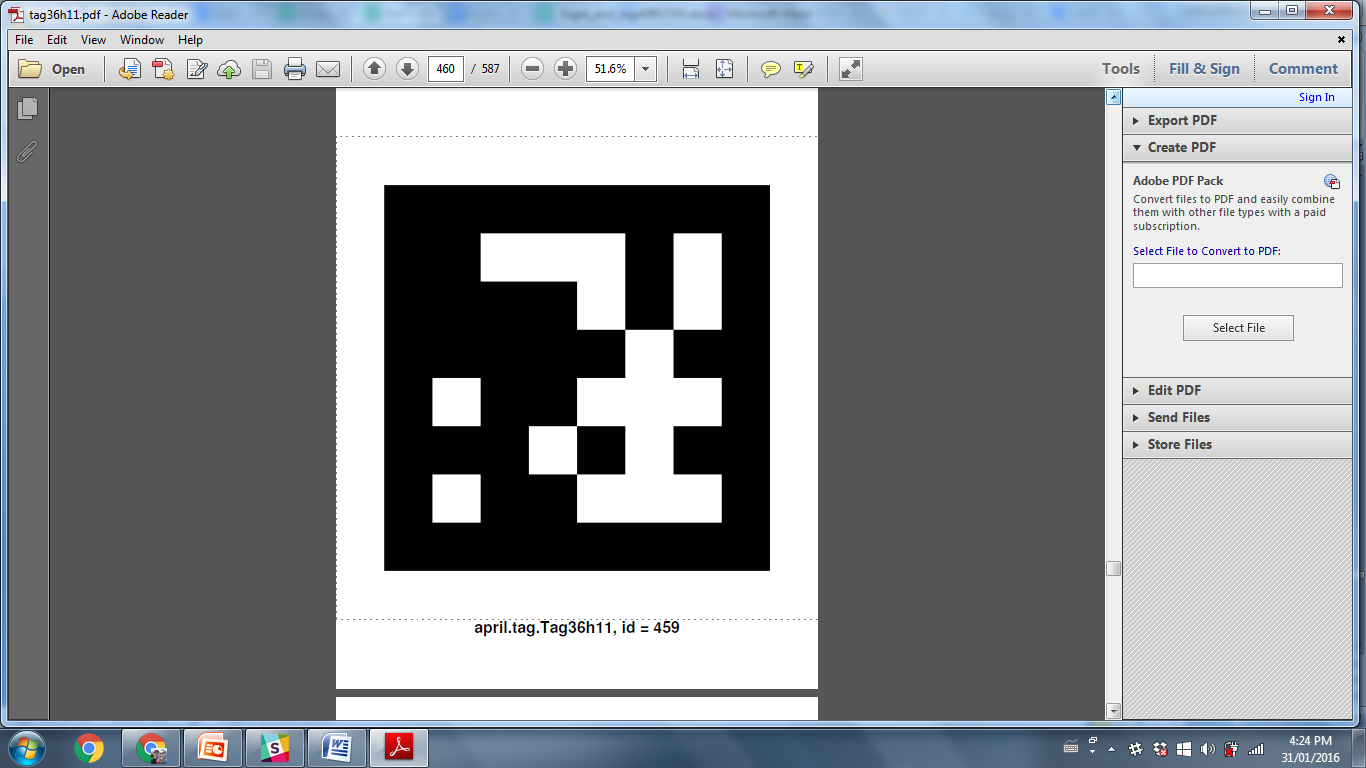 tag36h11.pdf - Adobe Reader
File Edit View Window Help
Open 460 / 587 51.6% Tools Fill & Sign Comment
Sign In
Export PDF
Create PDF
Adobe PDF Pack
Convert files to PDF and easily combine
them with other file types with a paid
subscription.
Select File to Convert to PDF:
Select File
Edit PDF
Send Files
Store Files
april.tag.Tag36h11, id = 459
4:24 PM
31/01/2016